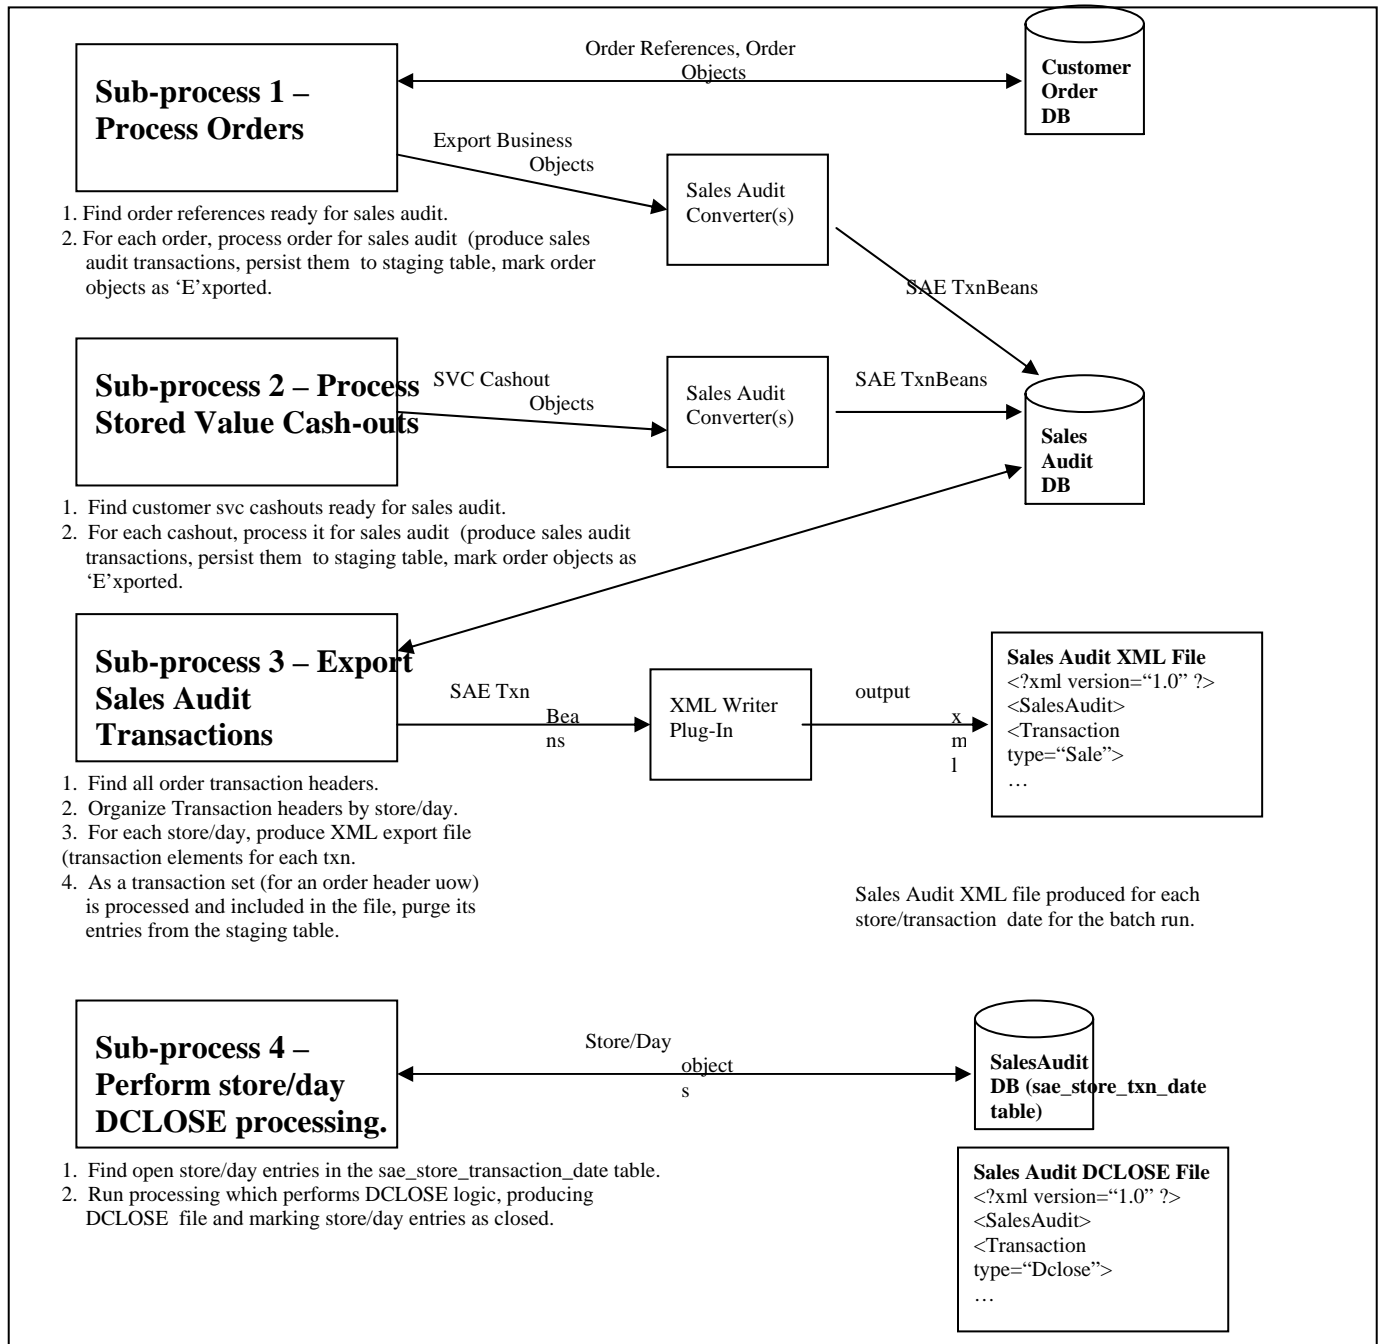 Order References, Order
Objects
Customer
Order
DB
Sub-process 1 –
Process Orders
Export Business
Objects
Sales Audit
Converter(s)
1. Find order references ready for sales audit.
2. For each order, process order for sales audit  (produce sales
audit transactions, persist them  to staging table, mark order
objects as ‘E’xported.
SAE TxnBeans
Sub-process 2 – Process
Stored Value Cash-outs
SVC Cashout
Objects
Sales Audit
Converter(s)
SAE TxnBeans
Sales
Audit
DB
1.  Find customer svc cashouts ready for sales audit.
2.  For each cashout, process it for sales audit  (produce sales audit
transactions, persist them  to staging table, mark order objects as
‘E’xported.
Sub-process 3 – Export
Sales Audit
Transactions
SAE Txn
Bea
ns
XML Writer
Plug-In
output
x
m
l
Sales Audit XML File
<?xml version=“1.0” ?>
<SalesAudit>
<Transaction
type=“Sale”>
…
1.  Find all order transaction headers.
2.  Organize Transaction headers by store/day.
3.  For each store/day, produce XML export file
(transaction elements for each txn.
4.  As a transaction set (for an order header uow)
is processed and included in the file, purge its
entries from the staging table.
Sales Audit XML file produced for each
store/transaction  date for the batch run.
Sub-process 4 –
Perform store/day
DCLOSE processing.
Store/Day
object
s
SalesAudit
DB (sae_store_txn_date
table)
1.  Find open store/day entries in the sae_store_transaction_date table.
2.  Run processing which performs DCLOSE logic, producing
DCLOSE  file and marking store/day entries as closed.
Sales Audit DCLOSE File
<?xml version=“1.0” ?>
<SalesAudit>
<Transaction
type=“Dclose”>
…